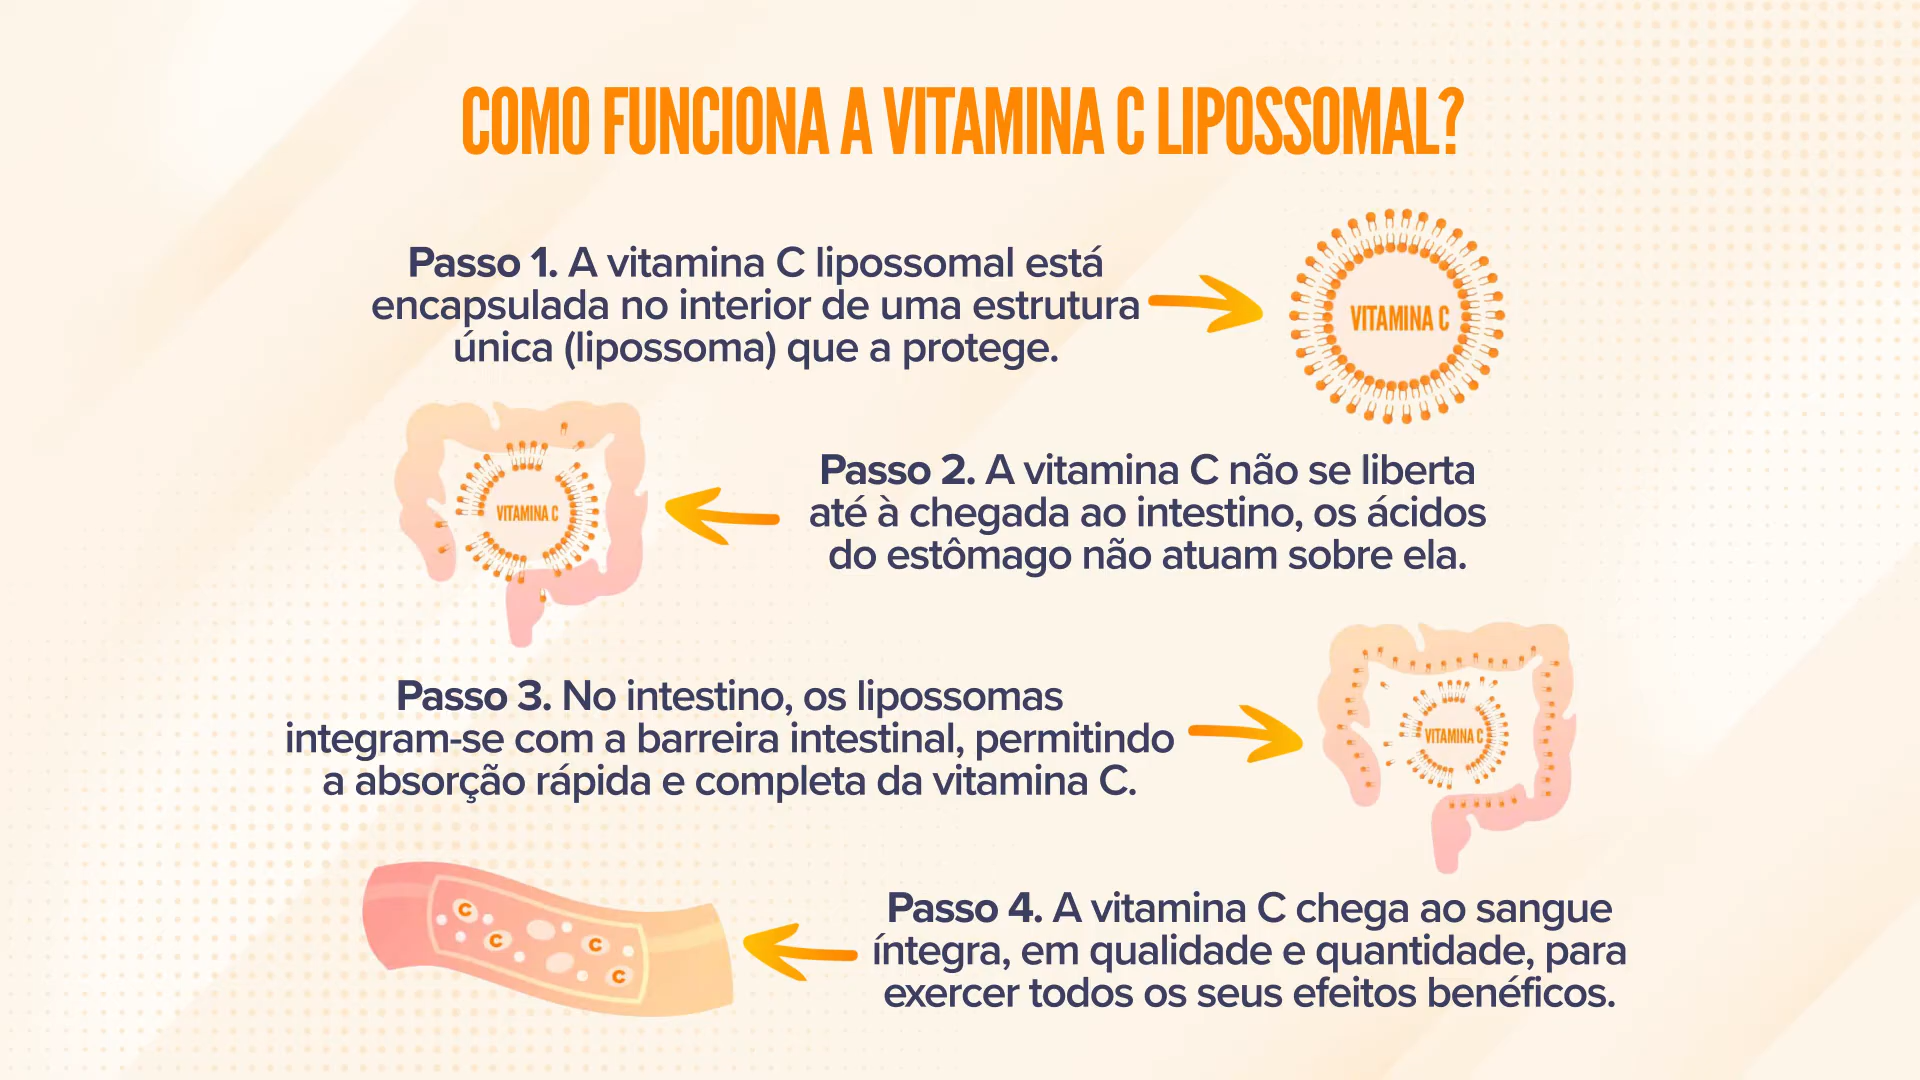 COMO FUNCIONA A VITAMINA C LIPOSSOMAL?
Passo 1. A vitamina C lipossomal está
encapsulada no interior de uma estrutura
única (lipossoma) que a protege.
VITAMINA C
VITAMINA C
Passo 2. A vitamina C não se liberta
até à chegada ao intestino, os ácidos
do estômago não atuam sobre ela.
Passo 3. No intestino, os lipossomas
integram-se com a barreira intestinal, permitindo
a absorção rápida e completa da vitamina C.
VITAMINA C
C
C
C
C
Passo 4. A vitamina C chega ao sangue
íntegra, em qualidade e quantidade, para
exercer todos os seus efeitos benéficos.